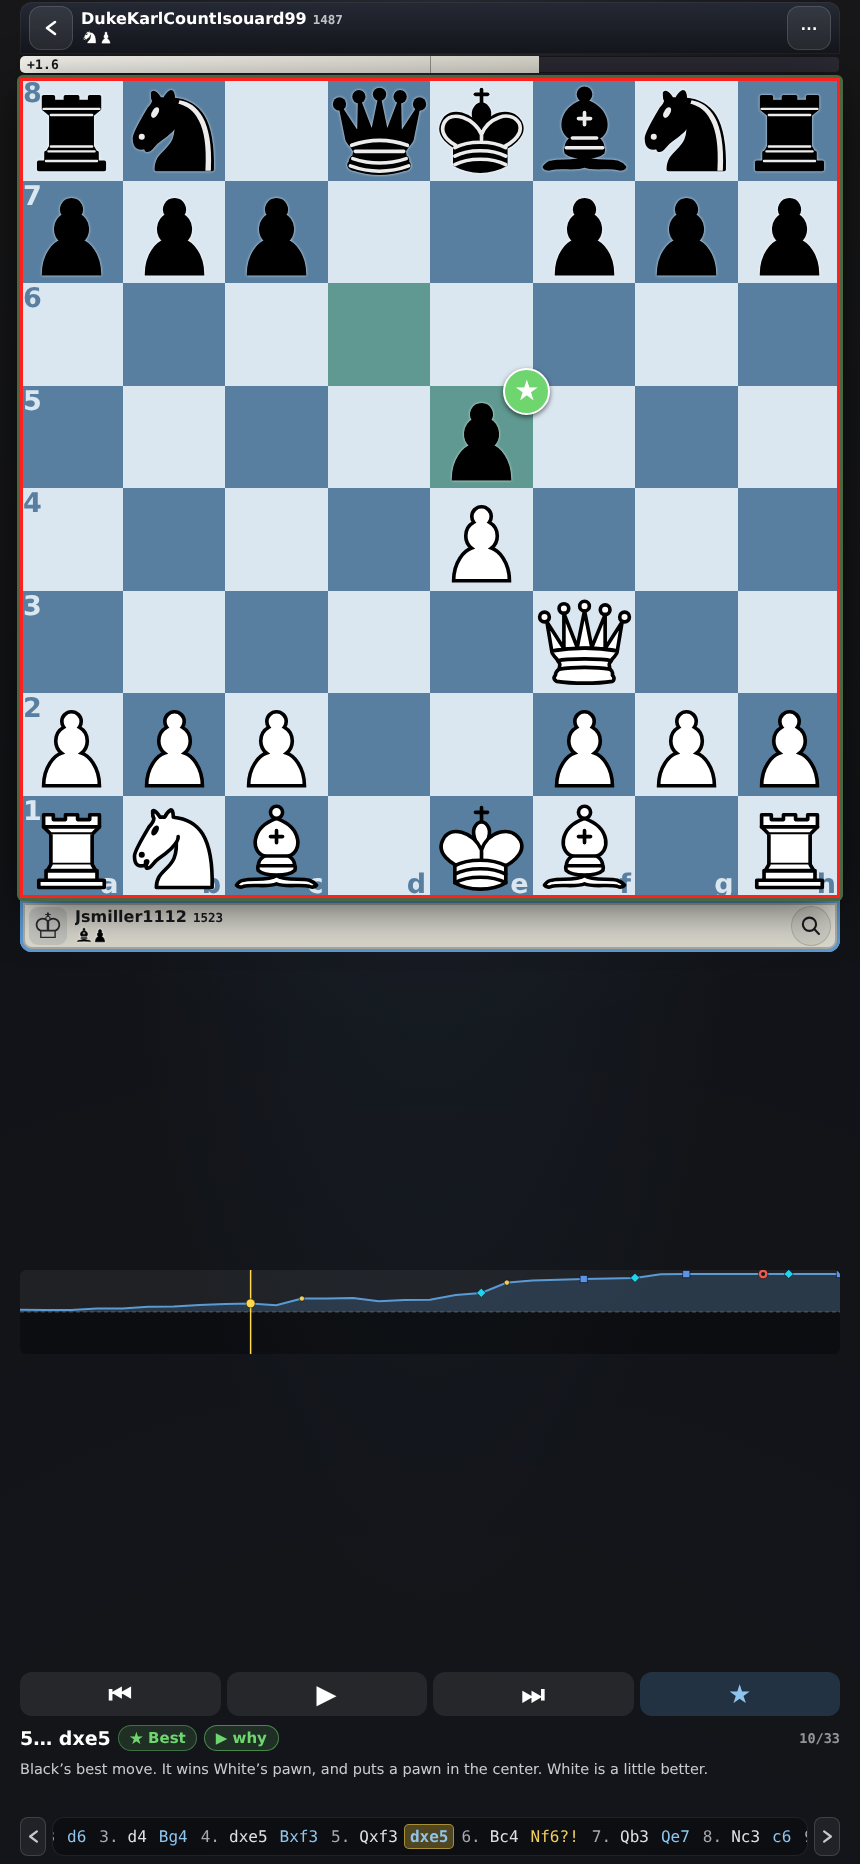 DukeKarlCountIsouard99 1487
...
+1.6
8
7
6
5
4
3
2
1
a b c d e f g h
Jsmiller1112 1523
5… dxe5 ★ Best ▶ why 10/33
Black’s best move. It wins White’s pawn, and puts a pawn in the center. White is a little better.
d6 3. d4 Bg4 4. dxe5 Bxf3 5. Qxf3 dxe5 6. Bc4 Nf6?! 7. Qb3 Qe7 8. Nc3 c6